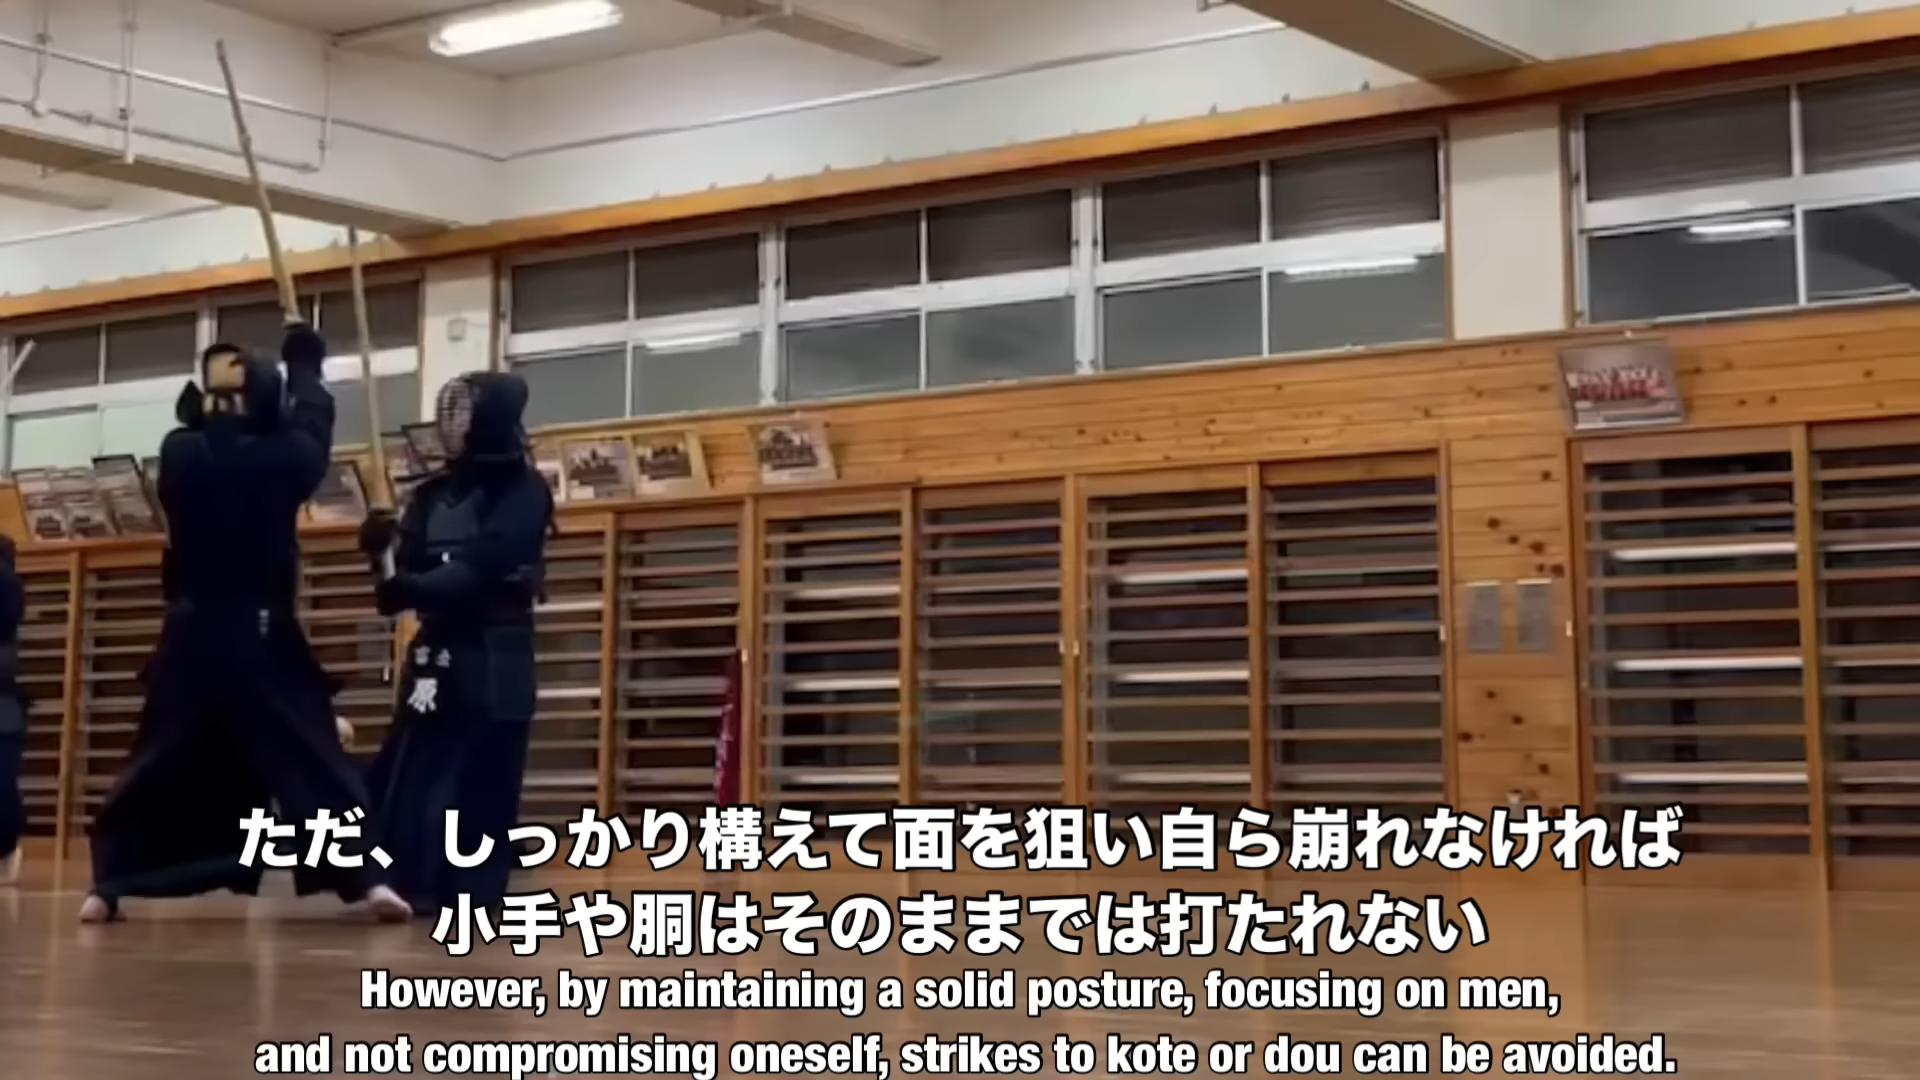 原
ただ、しっかり構えて面を狙い自ら崩れなければ
小手や胴はそのままでは打たれない
However, by maintaining a solid posture, focusing on men,
and not compromising oneself, strikes to kote or dou can be avoided.